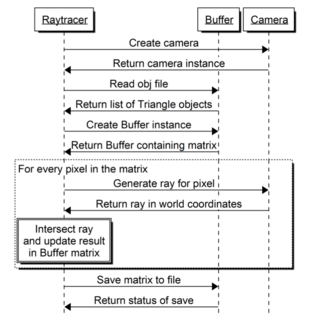 Raytracer Buffer Camera
Create camera
Return camera instance
Read obj file
Return list of Triangle objects
Create Buffer instance
Return Buffer containing matrix
For every pixel in the matrix
Generate ray for pixel
Return ray in world coordinates
Intersect ray
and update result
in Buffer matrix
Save matrix to file
Return status of save